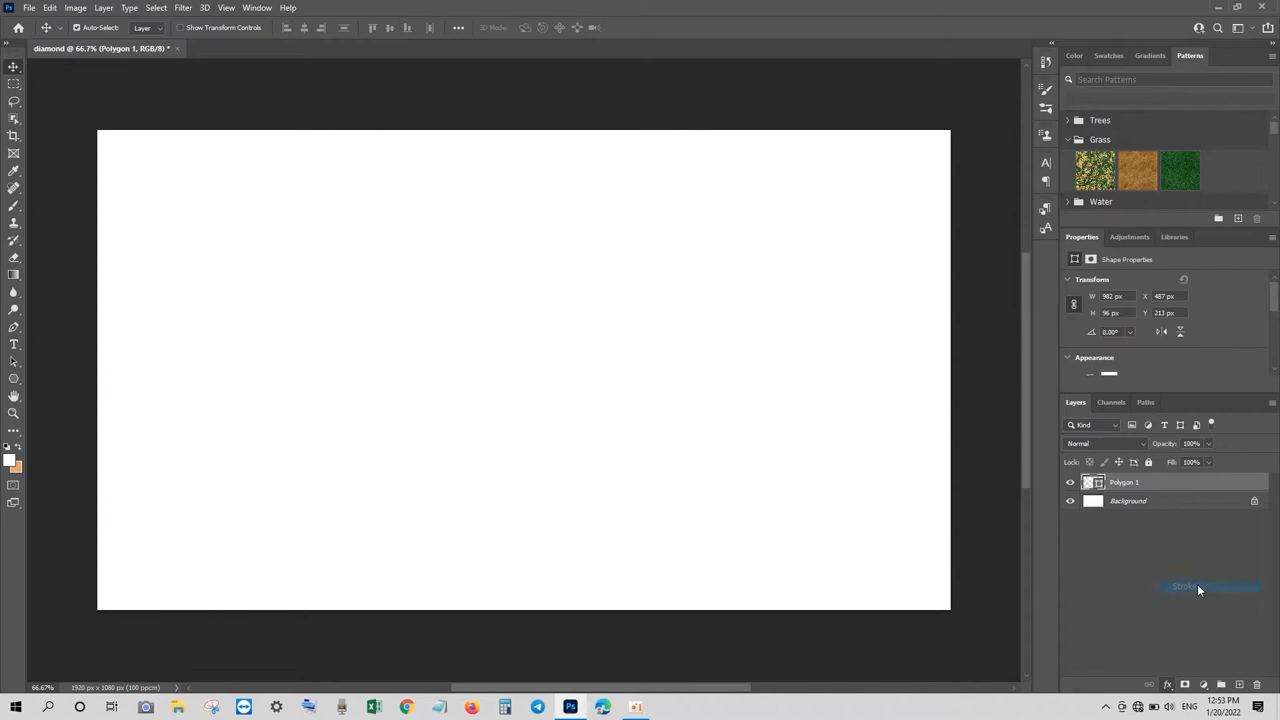 Ps File Edit Image Layer Type Select Filter 3D View Window Help
Auto-Select: Layer Show Transform Controls 3D Mode:
diamond @ 66.7% (Polygon 1, RGB/8) * ×
Color Swatches Gradients Patterns
Search Patterns
Trees
Grass
Water
Properties Adjustments Libraries
Shape Properties
Transform
W 982 px X 487 px
H 96 px Y 213 px
0.00°
Appearance
Layers Channels Paths
Kind
Normal Opacity: 100%
Lock: Fill: 100%
Polygon 1
Background
Stroke
fx
66.67% 1920 px x 1080 px (100 ppcm)
ENG 12:53 PM
1/20/2022